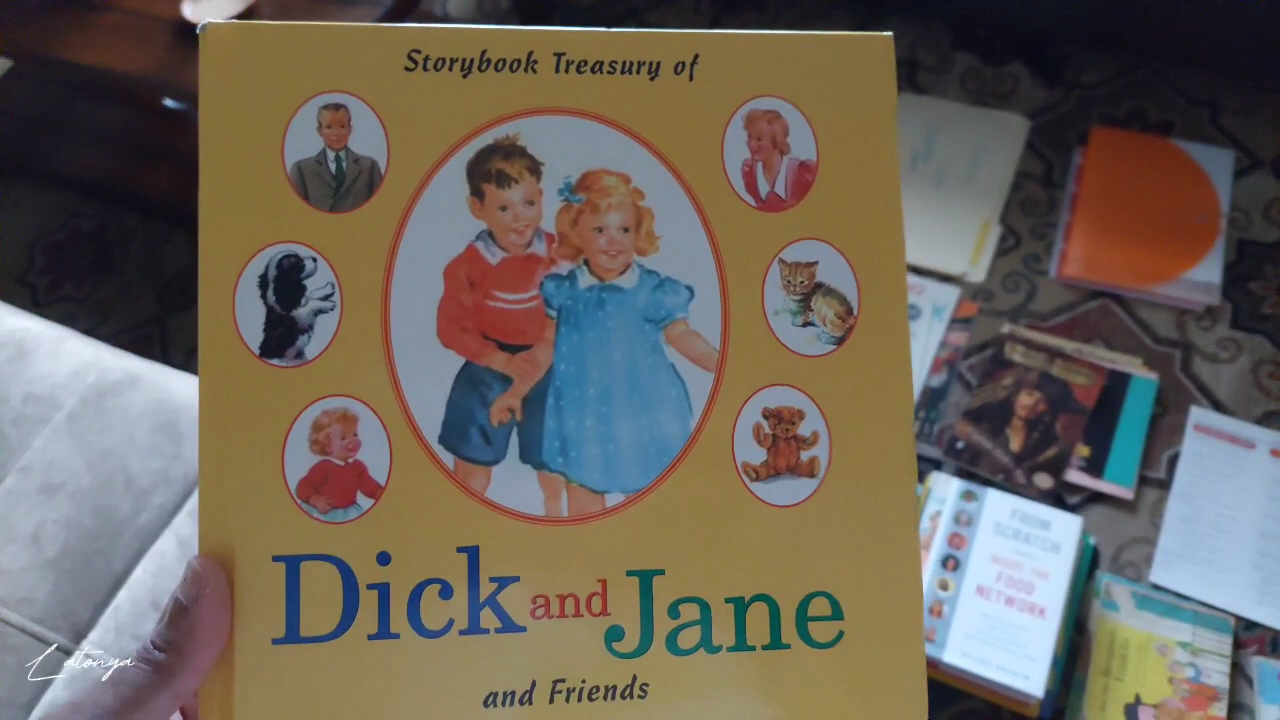 Storybook Treasury of
Dick and Jane
and Friends
FROM
SCRATCH
INSIDE THE
FOOD
NETWORK
Latonya